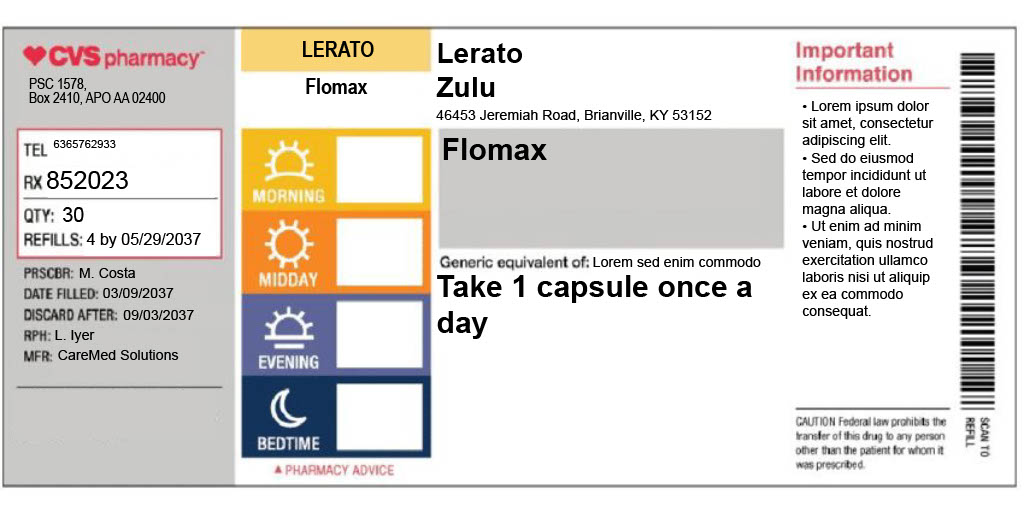 CVS pharmacy
PSC 1578,
Box 2410, APO AA 02400
TEL 6365762933
RX 852023
QTY: 30
REFILLS: 4 by 05/29/2037
PRSCBR: M. Costa
DATE FILLED: 03/09/2037
DISCARD AFTER: 09/03/2037
RPH: L. Iyer
MFR: CareMed Solutions
LERATO
Flomax
MORNING
MIDDAY
EVENING
BEDTIME
▲ PHARMACY ADVICE
Lerato
Zulu
46453 Jeremiah Road, Brianville, KY 53152
Flomax
Generic equivalent of: Lorem sed enim commodo
Take 1 capsule once a
day
Important
Information
• Lorem ipsum dolor
sit amet, consectetur
adipiscing elit.
• Sed do eiusmod
tempor incididunt ut
labore et dolore
magna aliqua.
• Ut enim ad minim
veniam, quis nostrud
exercitation ullamco
laboris nisi ut aliquip
ex ea commodo
consequat.
CAUTION Federal law prohibits the
transfer of this drug to any person
other than the patient for whom it
was prescribed.
SCAN TO
REFILL